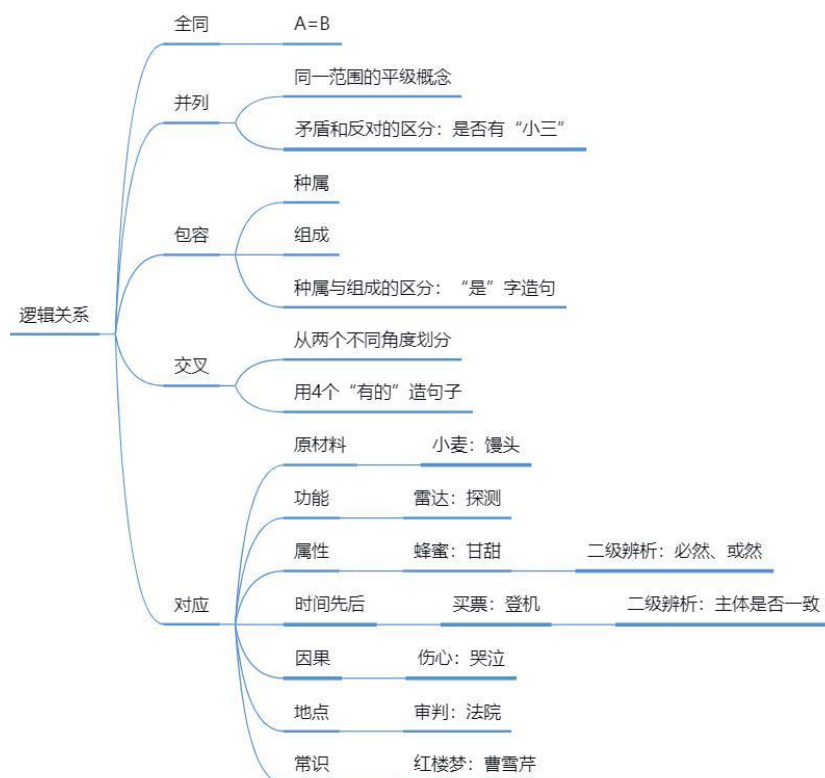 逻辑关系
全同
A=B
并列
同一范围的平级概念
矛盾和反对的区分：是否有“小三”
包容
种属
组成
种属与组成的区分：“是”字造句
交叉
从两个不同角度划分
用4个“有的”造句子
对应
原材料
小麦：馒头
功能
雷达：探测
属性
蜂蜜：甘甜
二级辨析：必然、或然
时间先后
买票：登机
二级辨析：主体是否一致
因果
伤心：哭泣
地点
审判：法院
常识
红楼梦：曹雪芹